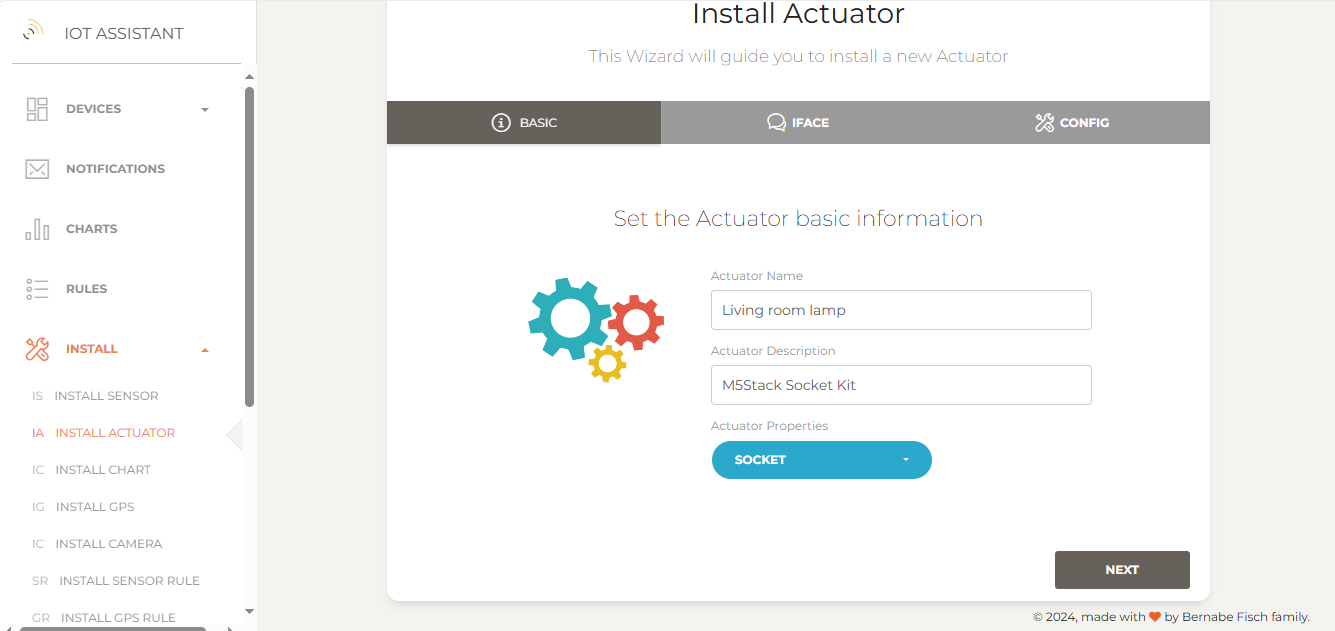 IOT ASSISTANT
DEVICES
NOTIFICATIONS
CHARTS
RULES
INSTALL
IS INSTALL SENSOR
IA INSTALL ACTUATOR
IC INSTALL CHART
IG INSTALL GPS
IC INSTALL CAMERA
SR INSTALL SENSOR RULE
GR INSTALL GPS RULE
Install Actuator
This Wizard will guide you to install a new Actuator
BASIC IFACE CONFIG
Set the Actuator basic information
Actuator Name
Living room lamp
Actuator Description
M5Stack Socket Kit
Actuator Properties
SOCKET
NEXT
© 2024, made with by Bernabe Fisch family.